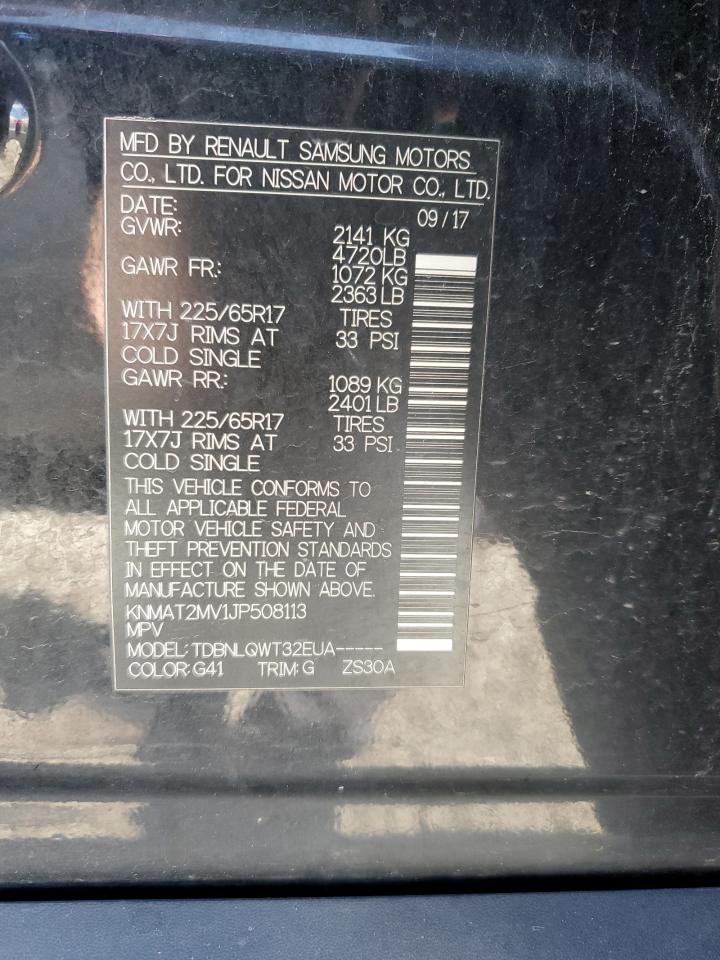 MFD BY RENAULT SAMSUNG MOTORS
CO., LTD. FOR NISSAN MOTOR CO., LTD.
DATE: 09/17
GVWR: 2141 KG
4720LB
GAWR FR: 1072 KG
2363 LB
WITH 225/65R17 TIRES
17X7J RIMS AT 33 PSI
COLD SINGLE
GAWR RR: 1089 KG
2401 LB
WITH 225/65R17 TIRES
17X7J RIMS AT 33 PSI
COLD SINGLE
THIS VEHICLE CONFORMS TO
ALL APPLICABLE FEDERAL
MOTOR VEHICLE SAFETY AND
THEFT PREVENTION STANDARDS
IN EFFECT ON THE DATE OF
MANUFACTURE SHOWN ABOVE.
KNMAT2MV1JP508113
MPV
MODEL: TDBNLQWT32EUA-----
COLOR: G41 TRIM: G ZS30A